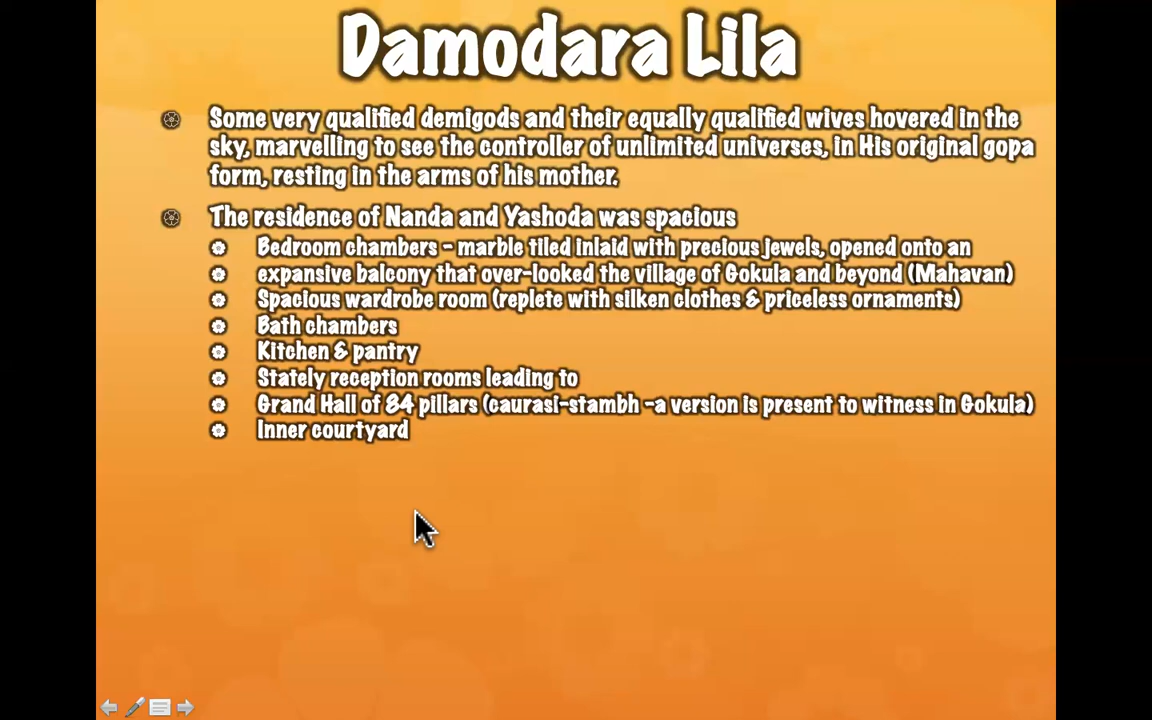 Damodara Lila
Some very qualified demigods and their equally qualified wives hovered in the
sky, marvelling to see the controller of unlimited universes, in His original gopa
form, resting in the arms of his mother.
The residence of Nanda and Yashoda was spacious
Bedroom chambers - marble tiled inlaid with precious jewels, opened onto an
expansive balcony that over-looked the village of Gokula and beyond (Mahavan)
Spacious wardrobe room (replete with silken clothes & priceless ornaments)
Bath chambers
Kitchen & pantry
Stately reception rooms leading to
Grand Hall of 84 pillars (caurasi-stambh -a version is present to witness in Gokula)
Inner courtyard